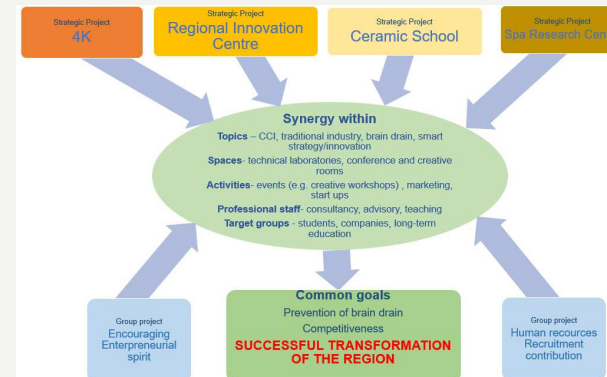 Strategic Project
4K
Strategic Project
Regional Innovation
Centre
Strategic Project
Ceramic School
Strategic Project
Spa Research Cen
Synergy within
Topics – CCI, traditional industry, brain drain, smart
strategy/innovation
Spaces- technical laboratories, conference and creative
rooms
Activities- events (e.g. creative workshops) , marketing,
start ups
Professional staff- consultancy, advisory, teaching
Target groups - students, companies, long-term
education
Group project
Encouraging
Enterpreneurial
spirit
Common goals
Prevention of brain drain
Competitiveness
SUCCESSFUL TRANSFORMATION
OF THE REGION
Group project
Human recources
Recruitment
contribution